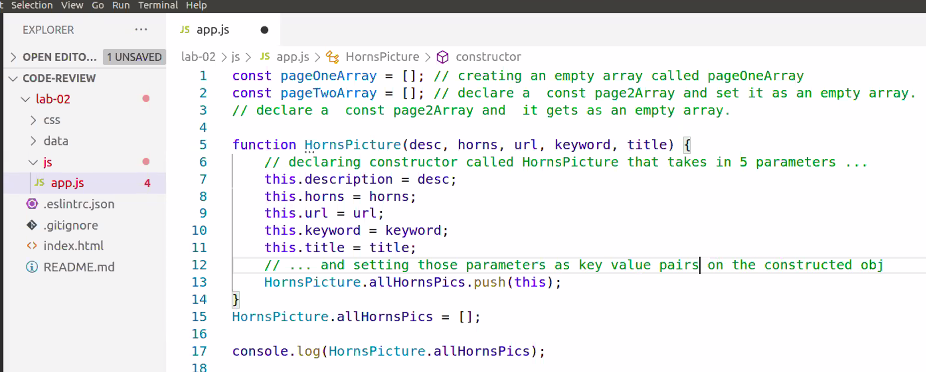 Selection View Go Run Terminal Help
EXPLORER ...
JS app.js ●
> OPEN EDITO... 1 UNSAVED
lab-02 > js > JS app.js > HornsPicture > constructor
CODE-REVIEW
lab-02
css
data
js
JS app.js 4
.eslintrc.json
.gitignore
<> index.html
README.md
1 const pageOneArray = []; // creating an empty array called pageOneArray
2 const pageTwoArray = []; // declare a  const page2Array and set it as an empty array.
3 // declare a  const page2Array and  it gets as an empty array.
4
5 function HornsPicture(desc, horns, url, keyword, title) {
6     // declaring constructor called HornsPicture that takes in 5 parameters ...
7     this.description = desc;
8     this.horns = horns;
9     this.url = url;
10     this.keyword = keyword;
11     this.title = title;
12     // ... and setting those parameters as key value pairs on the constructed obj
13     HornsPicture.allHornsPics.push(this);
14 }
15 HornsPicture.allHornsPics = [];
16
17 console.log(HornsPicture.allHornsPics);
18